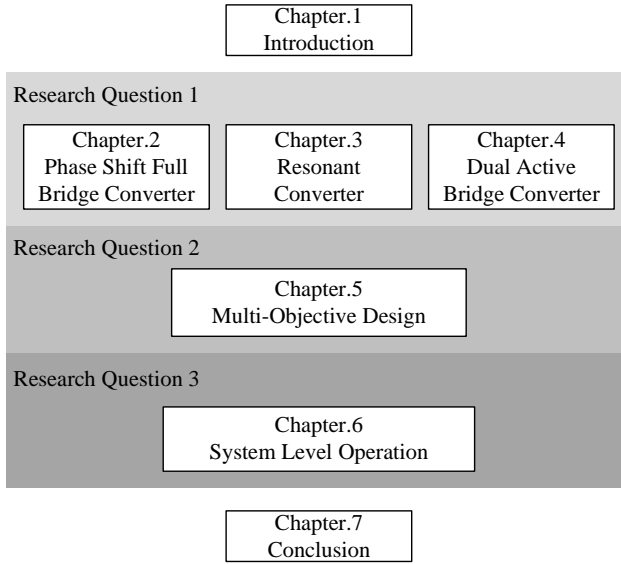 Chapter.1
Introduction
Research Question 1
Chapter.2
Phase Shift Full
Bridge Converter
Chapter.3
Resonant
Converter
Chapter.4
Dual Active
Bridge Converter
Research Question 2
Chapter.5
Multi-Objective Design
Research Question 3
Chapter.6
System Level Operation
Chapter.7
Conclusion